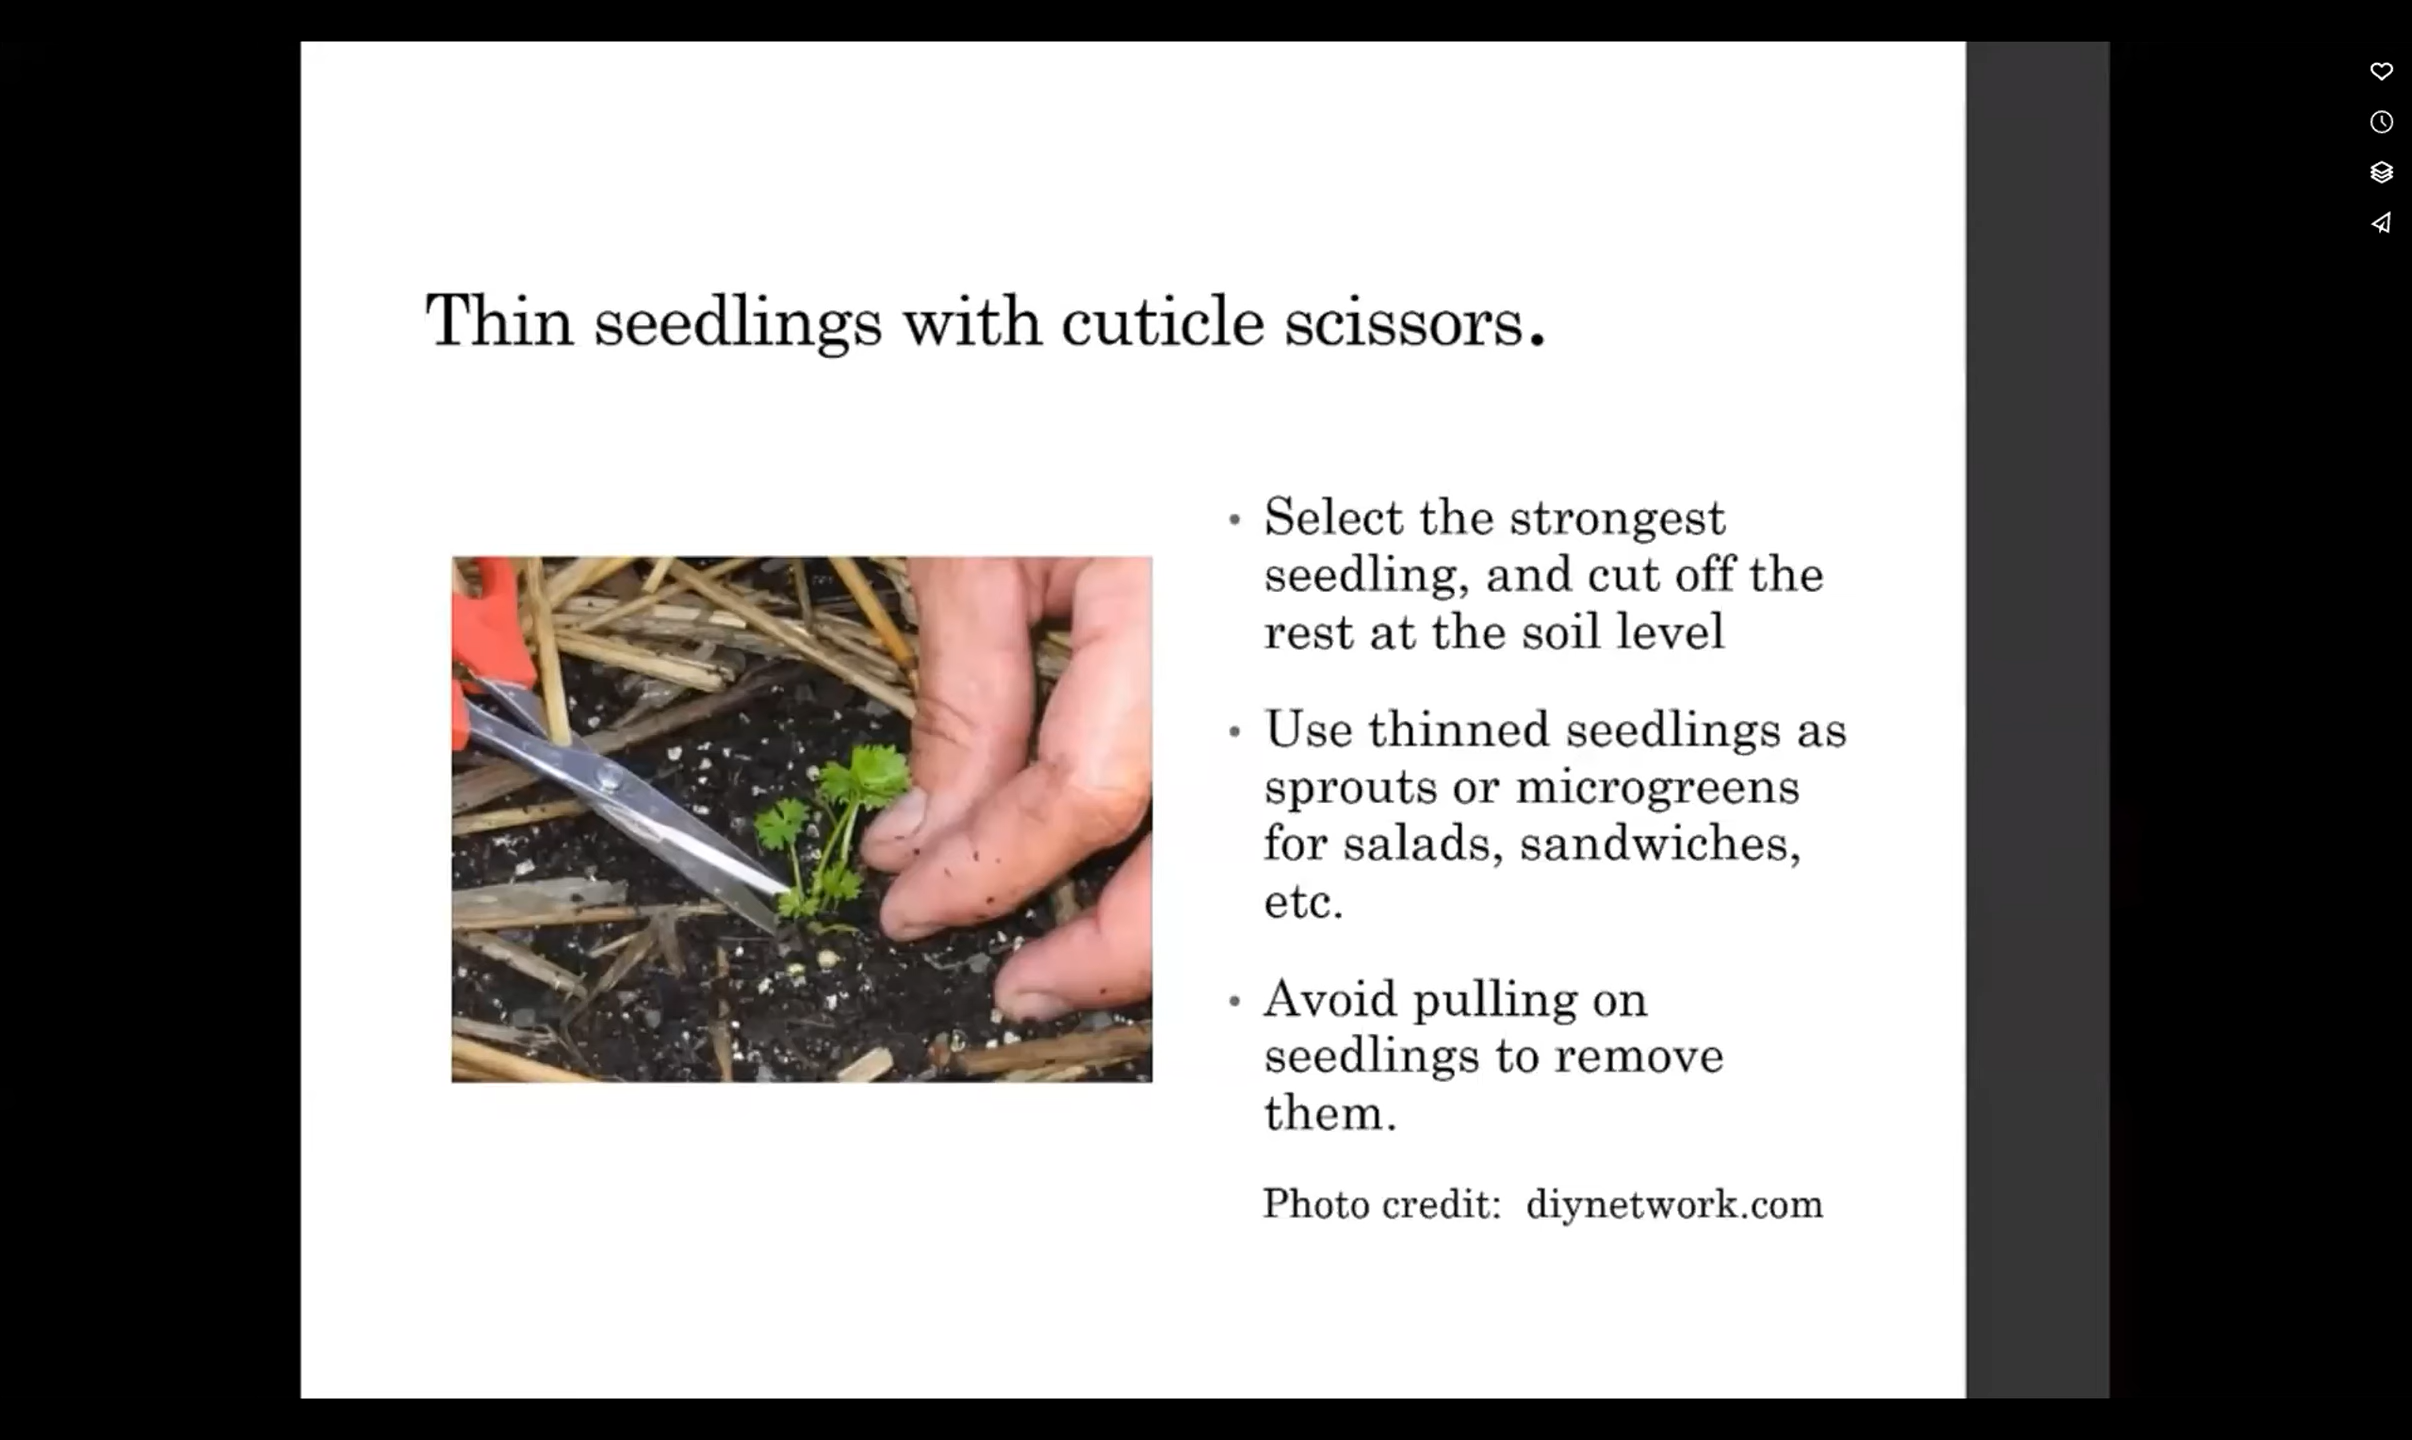 Thin seedlings with cuticle scissors.
• Select the strongest
seedling, and cut off the
rest at the soil level
• Use thinned seedlings as
sprouts or microgreens
for salads, sandwiches,
etc.
• Avoid pulling on
seedlings to remove
them.
Photo credit:  diynetwork.com